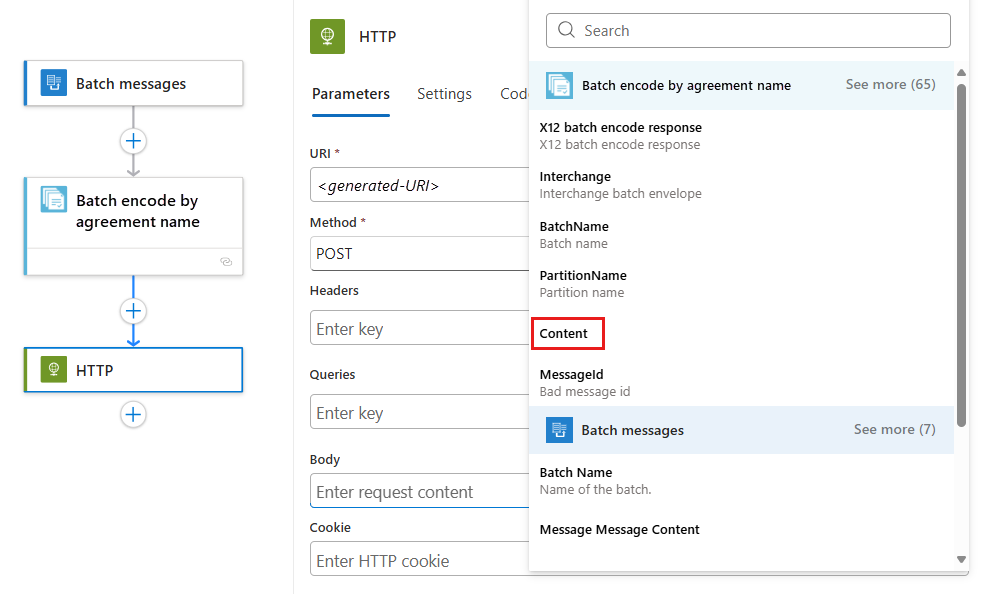 Batch messages
Batch encode by
agreement name
HTTP
HTTP
Parameters
Settings
Cod
URI *
<generated-URI>
Method *
POST
Headers
Enter key
Queries
Enter key
Body
Enter request content
Cookie
Enter HTTP cookie
Search
Batch encode by agreement name
See more (65)
X12 batch encode response
X12 batch encode response
Interchange
Interchange batch envelope
BatchName
Batch name
PartitionName
Partition name
Content
MessageId
Bad message id
Batch messages
See more (7)
Batch Name
Name of the batch.
Message Message Content